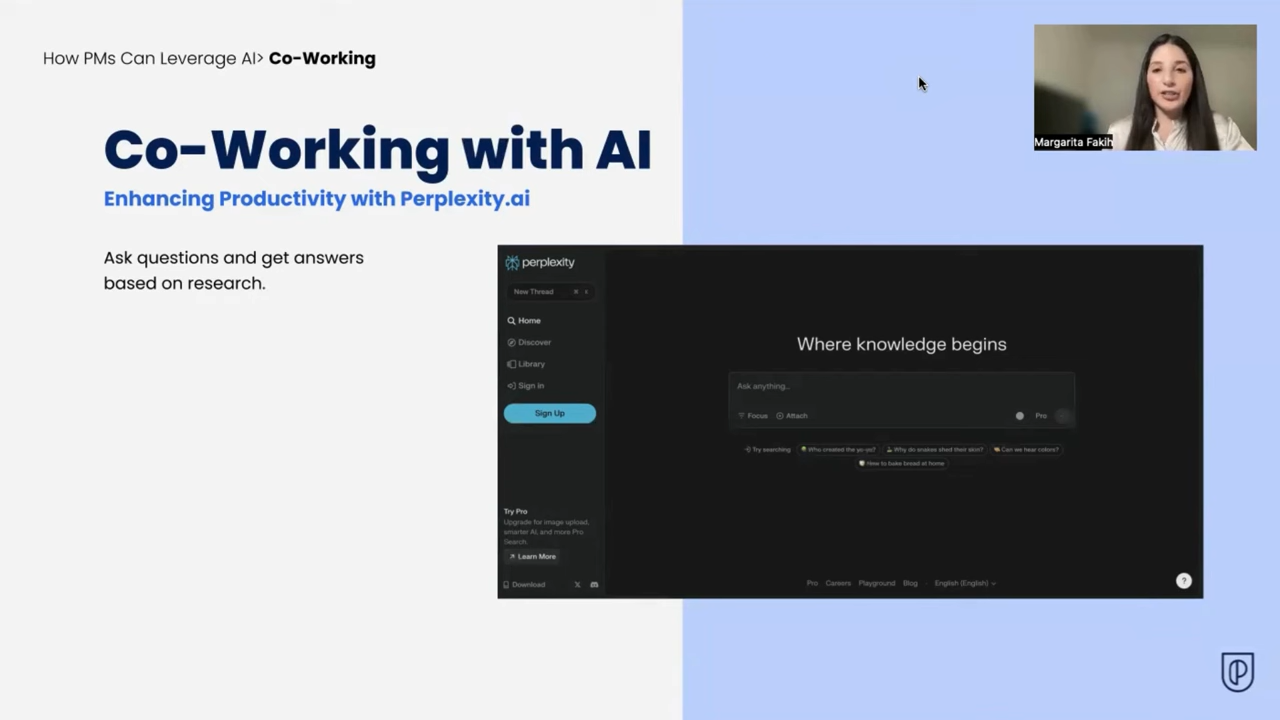 How PMs Can Leverage AI> Co-Working
Margarita Fakih
Co-Working with AI
Enhancing Productivity with Perplexity.ai
Ask questions and get answers
based on research.
perplexity
New Thread
Home
Discover
Library
Sign in
Sign Up
Where knowledge begins
Ask anything...
Focus
Attach
Pro
Try searching
Who created the yo-yo?
Why do snakes shed their skin?
Can we hear colors?
How to bake bread at home
Try Pro
Upgrade for image upload,
smarter AI, and more Pro
Search.
Learn More
Download
Pro Careers Playground Blog English (English)
?